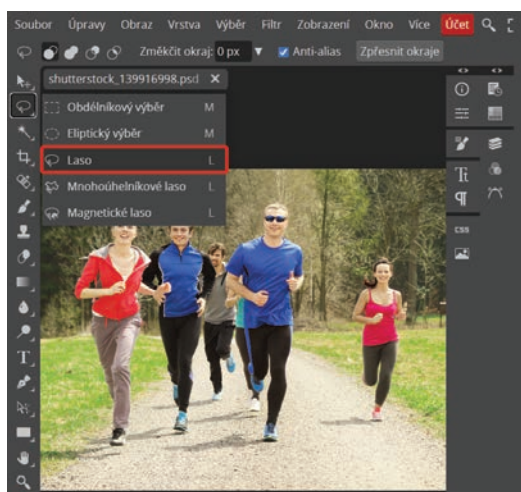 Soubor Úpravy Obraz Vrstva Výběr Filtr Zobrazení Okno Více Účet
Změkčit okraj: 0 px Anti-alias Zpřesnit okraje
shutterstock_139916998.psd
Obdélníkový výběr M
Eliptický výběr M
Laso L
Mnohoúhelníkové laso L
Magnetické laso L
CSS